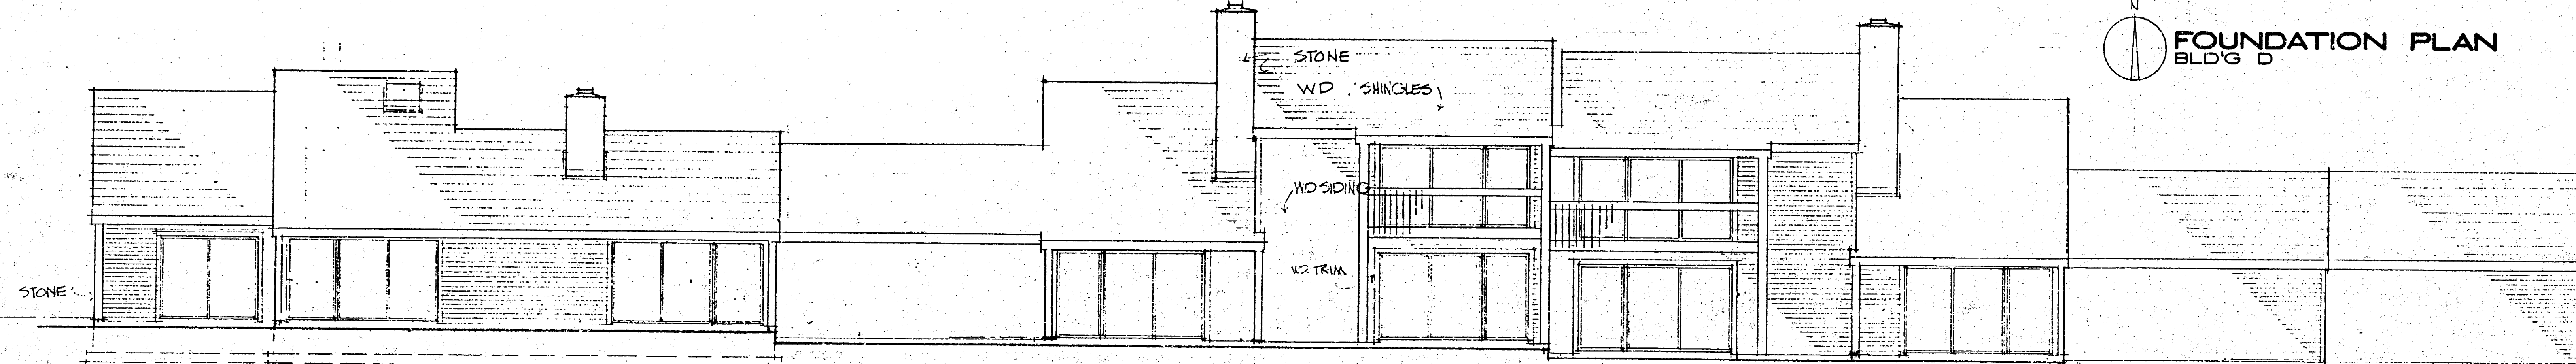 N
FOUNDATION PLAN
BLD'G D
STONE
WD. SHINGLES
WD SIDING
WD. TRIM
STONE